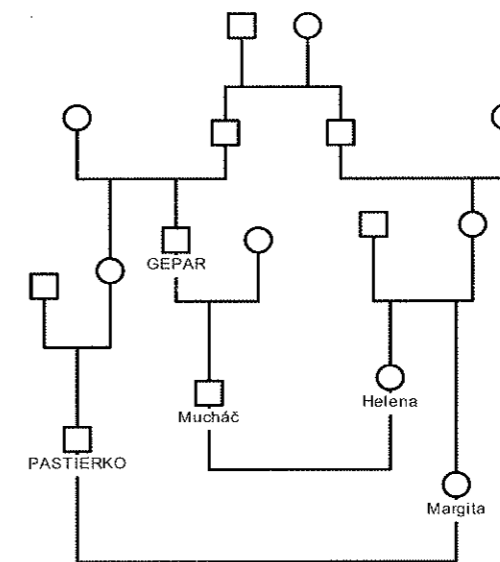 GEPAR
Mucháč
Helena
PASTIERKO
Margita